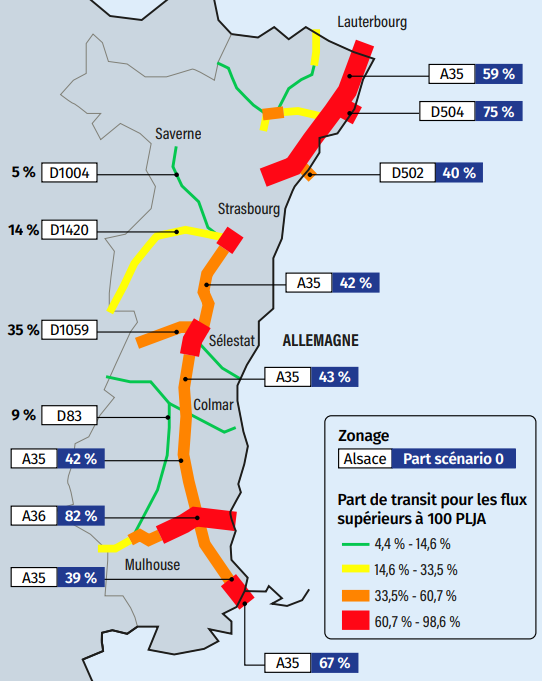 Lauterbourg
A35 59 %
D504 75 %
Saverne
5 % D1004
D502 40 %
Strasbourg
14 % D1420
A35 42 %
35 % D1059
Sélestat
ALLEMAGNE
A35 43 %
Colmar
9 % D83
A35 42 %
A36 82 %
Mulhouse
A35 39 %
A35 67 %
Zonage
Alsace Part scénario 0
Part de transit pour les flux
supérieurs à 100 PLJA
4,4 % - 14,6 %
14,6 % - 33,5 %
33,5% - 60,7 %
60,7 % - 98,6 %